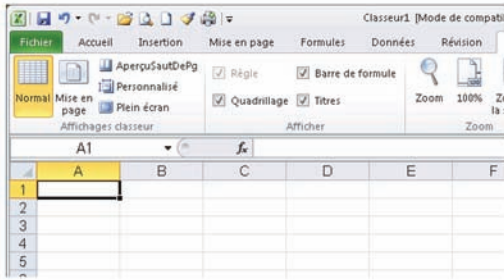 Classeur1 [Mode de compati
Fichier Accueil Insertion Mise en page Formules Données Révision
AperçuSautDePg
Personnalisé
Plein écran
Normal Mise en page
Règle Barre de formule
Quadrillage Titres
Zoom 100%
Affichages classeur Afficher Zoom
A1 fx
A B C D E F
1
2
3
4
5